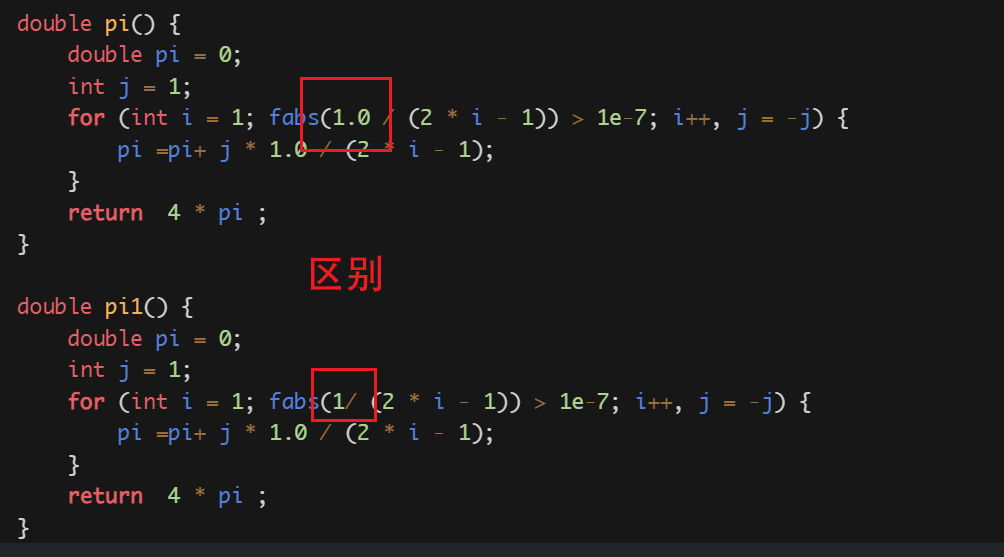 double pi() {
double pi = 0;
int j = 1;
for (int i = 1; fabs(1.0 / (2 * i - 1)) > 1e-7; i++, j = -j) {
pi =pi+ j * 1.0 / (2 * i - 1);
}
return  4 * pi ;
}
区别
double pi1() {
double pi = 0;
int j = 1;
for (int i = 1; fabs(1/ (2 * i - 1)) > 1e-7; i++, j = -j) {
pi =pi+ j * 1.0 / (2 * i - 1);
}
return  4 * pi ;
}